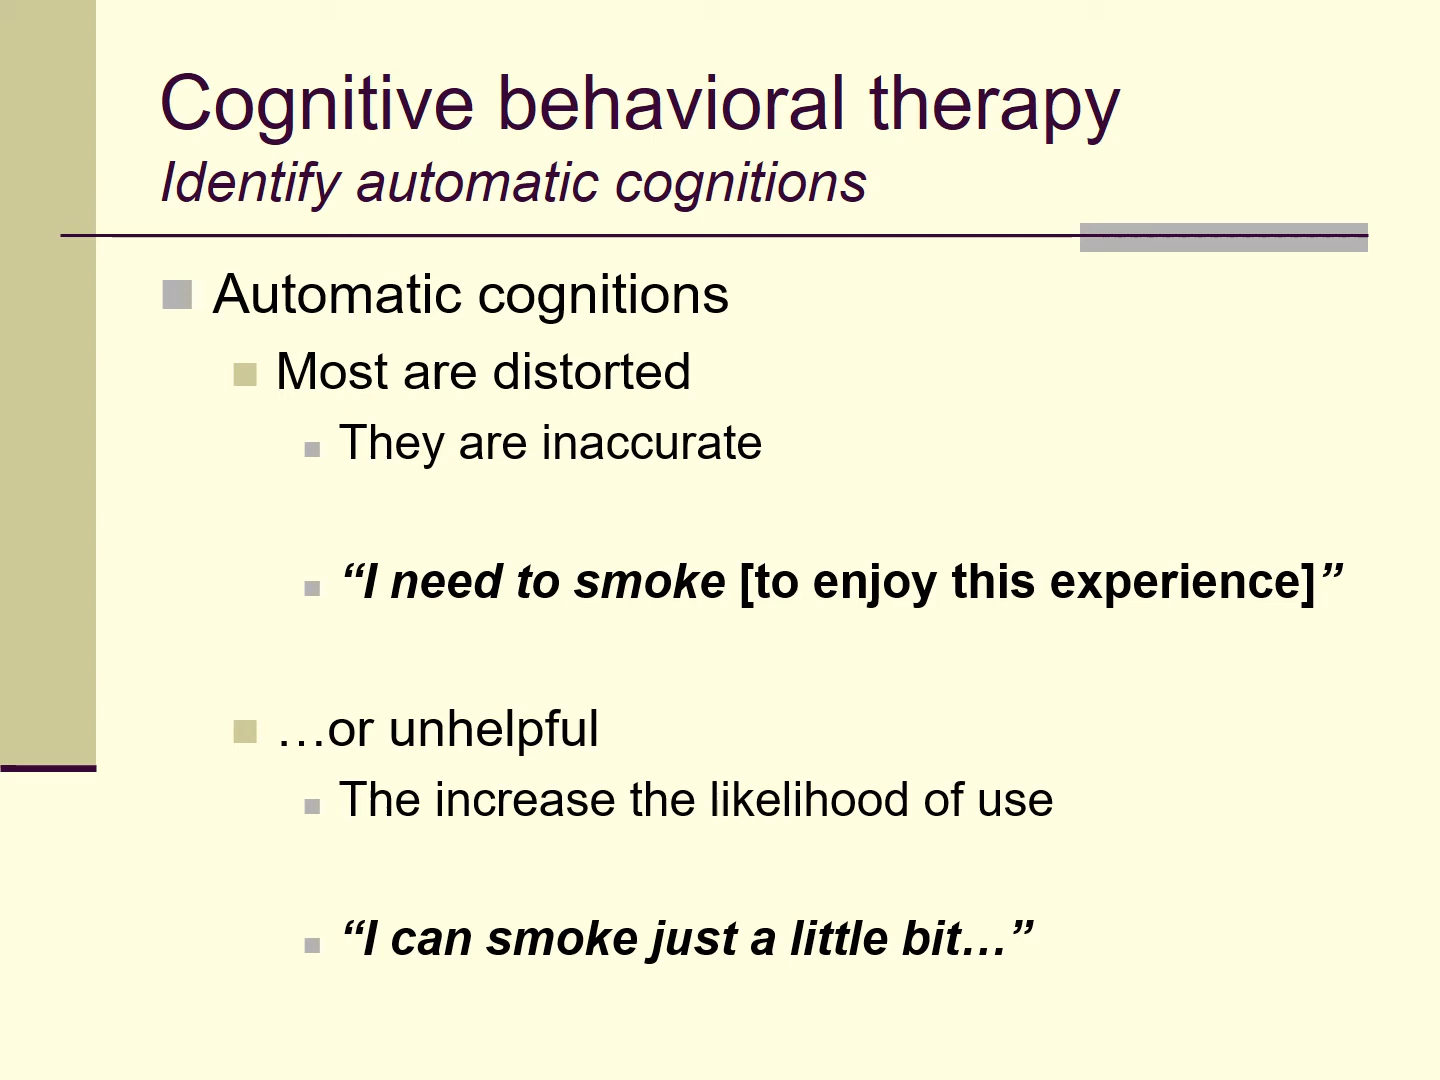 Cognitive behavioral therapy
Identify automatic cognitions
Automatic cognitions
Most are distorted
They are inaccurate
“I need to smoke [to enjoy this experience]”
…or unhelpful
The increase the likelihood of use
“I can smoke just a little bit…”